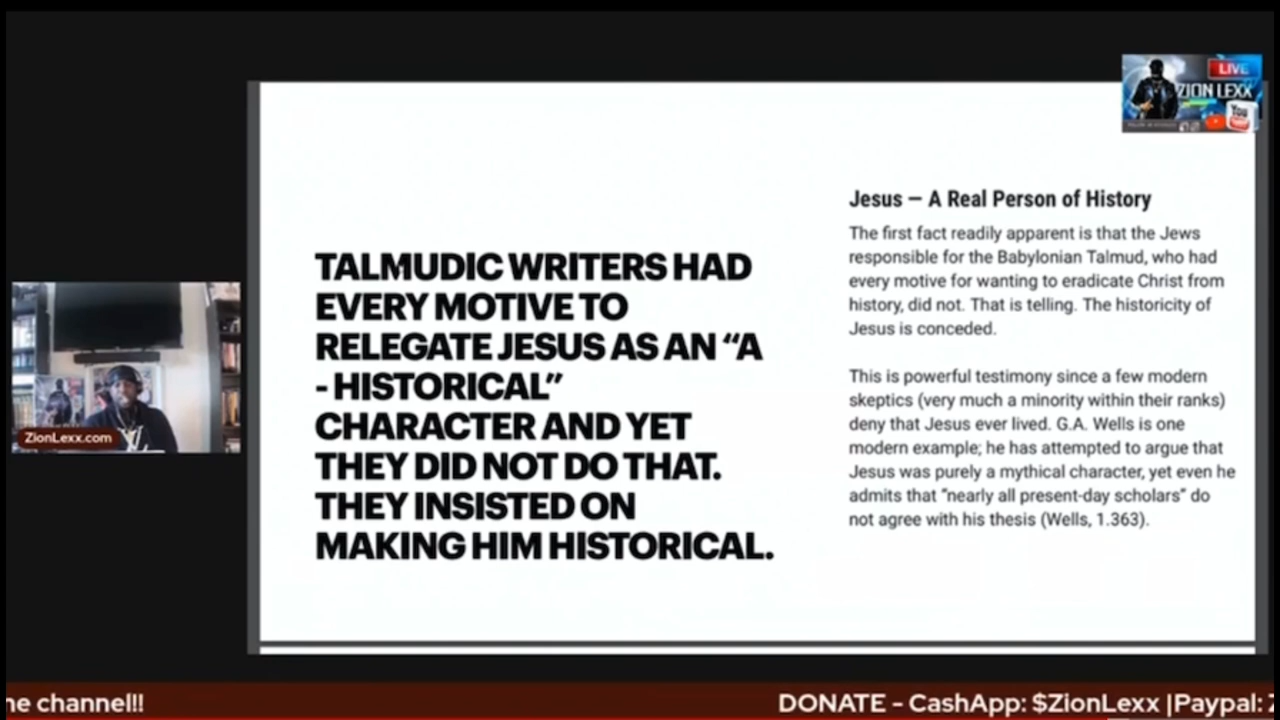 LIVE
ZION LEXX
You
Jesus — A Real Person of History
The first fact readily apparent is that the Jews
responsible for the Babylonian Talmud, who had
every motive for wanting to eradicate Christ from
history, did not. That is telling. The historicity of
Jesus is conceded.
This is powerful testimony since a few modern
skeptics (very much a minority within their ranks)
deny that Jesus ever lived. G.A. Wells is one
modern example; he has attempted to argue that
Jesus was purely a mythical character, yet even he
admits that “nearly all present-day scholars” do
not agree with his thesis (Wells, 1.363).
TALMUDIC WRITERS HAD
EVERY MOTIVE TO
RELEGATE JESUS AS AN “A
- HISTORICAL”
CHARACTER AND YET
THEY DID NOT DO THAT.
THEY INSISTED ON
MAKING HIM HISTORICAL.
ZionLexx.com
ne channel!! DONATE - CashApp: $ZionLexx |Paypal: Z